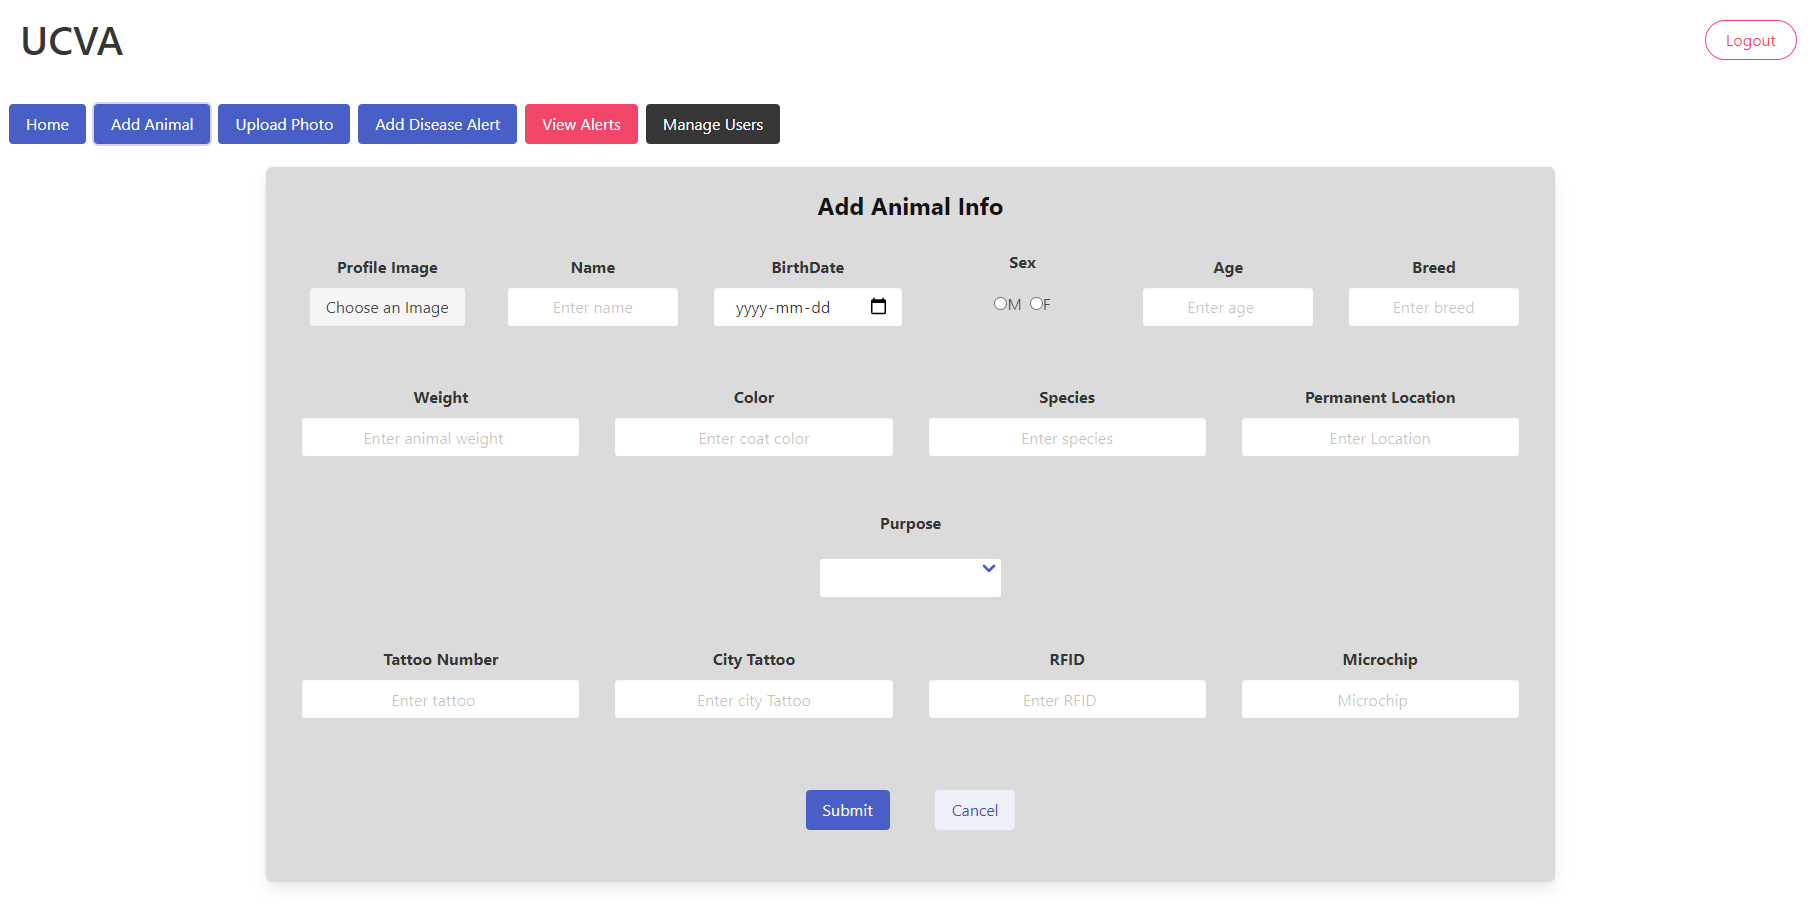 UCVA
Logout
Home Add Animal Upload Photo Add Disease Alert View Alerts Manage Users
Add Animal Info
Profile Image Name BirthDate Sex Age Breed
Choose an Image Enter name yyyy-mm-dd M F Enter age Enter breed
Weight Color Species Permanent Location
Enter animal weight Enter coat color Enter species Enter Location
Purpose
Tattoo Number City Tattoo RFID Microchip
Enter tattoo Enter city Tattoo Enter RFID Microchip
Submit Cancel